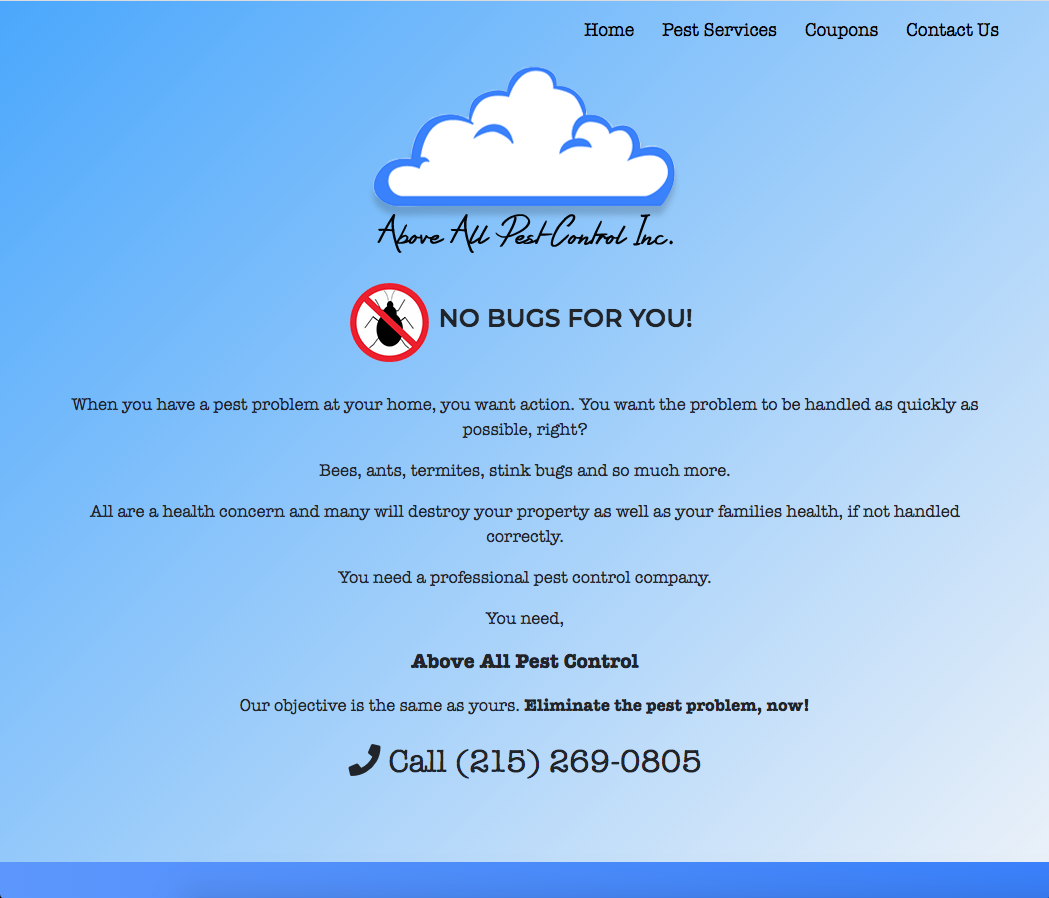 Home Pest Services Coupons Contact Us
Above All Pest Control Inc.
NO BUGS FOR YOU!
When you have a pest problem at your home, you want action. You want the problem to be handled as quickly as
possible, right?
Bees, ants, termites, stink bugs and so much more.
All are a health concern and many will destroy your property as well as your families health, if not handled
correctly.
You need a professional pest control company.
You need,
Above All Pest Control
Our objective is the same as yours. Eliminate the pest problem, now!
Call (215) 269-0805